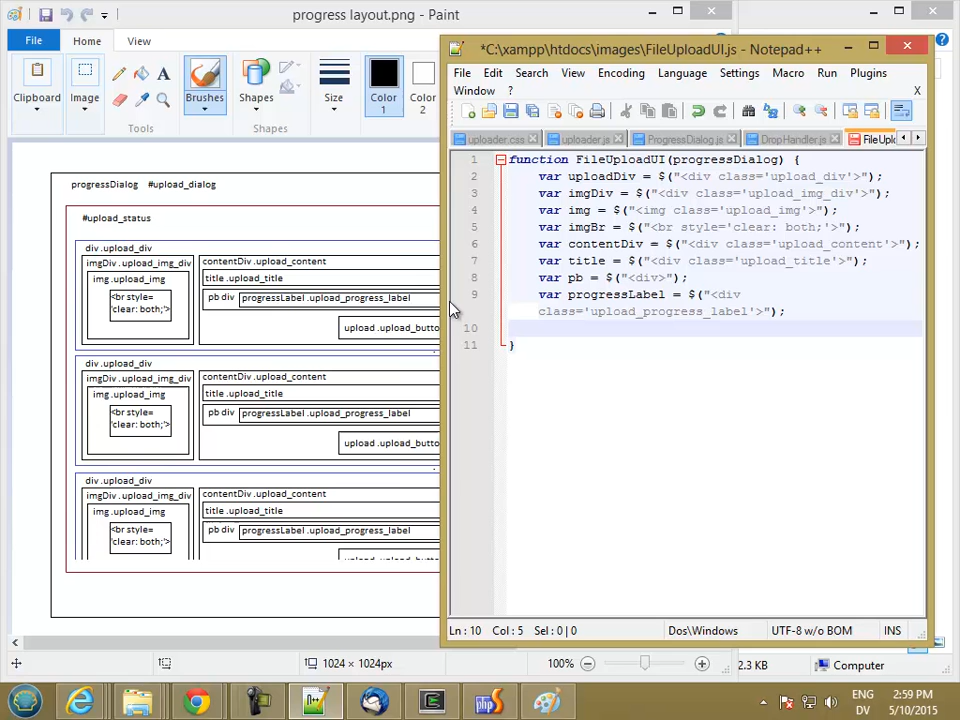 progress layout.png - Paint
File Home View
Clipboard Image Tools Brushes Shapes Size Color 1 Color 2
Shapes
progressDialog #upload_dialog
#upload_status
div.upload_div
imgDiv .upload_img_div contentDiv .upload_content
img.upload_img title .upload_title
<br style= pb div progressLabel .upload_progress_label
'clear: both;'>
upload .upload_butto
div.upload_div
imgDiv .upload_img_div contentDiv .upload_content
img.upload_img title .upload_title
<br style= pb div progressLabel .upload_progress_label
'clear: both;'>
upload .upload_butto
div.upload_div
imgDiv .upload_img_div contentDiv .upload_content
img.upload_img title .upload_title
<br style= pb div progressLabel .upload_progress_label
'clear: both;'>
1024 × 1024px 100% 2.3 KB Computer
*C:\xampp\htdocs\images\FileUploadUI.js - Notepad++
File Edit Search View Encoding Language Settings Macro Run Plugins
Window ? X
uploader.css uploader.js ProgressDialog.js DropHandler.js FileUplo
1 function FileUploadUI(progressDialog) {
2 var uploadDiv = $("<div class='upload_div'>");
3 var imgDiv = $("<div class='upload_img_div'>");
4 var img = $("<img class='upload_img'>");
5 var imgBr = $("<br style='clear: both;'>");
6 var contentDiv = $("<div class='upload_content'>");
7 var title = $("<div class='upload_title'>");
8 var pb = $("<div>");
9 var progressLabel = $("<div
class='upload_progress_label'>");
10
11 }
Ln : 10 Col : 5 Sel : 0 | 0 Dos\Windows UTF-8 w/o BOM INS
ENG 2:59 PM
DV 5/10/2015